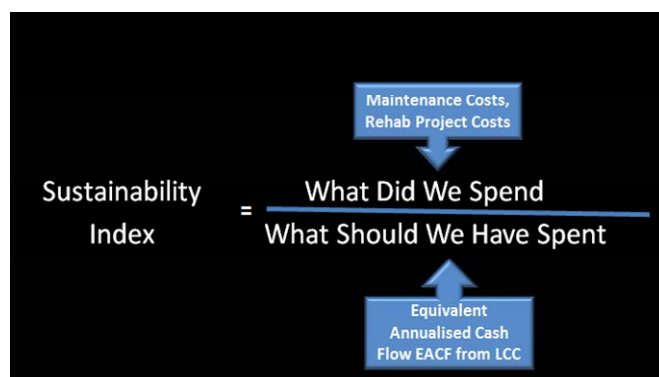 Maintenance Costs,
Rehab Project Costs
Sustainability
Index
=
What Did We Spend
What Should We Have Spent
Equivalent
Annualised Cash
Flow EACF from LCC